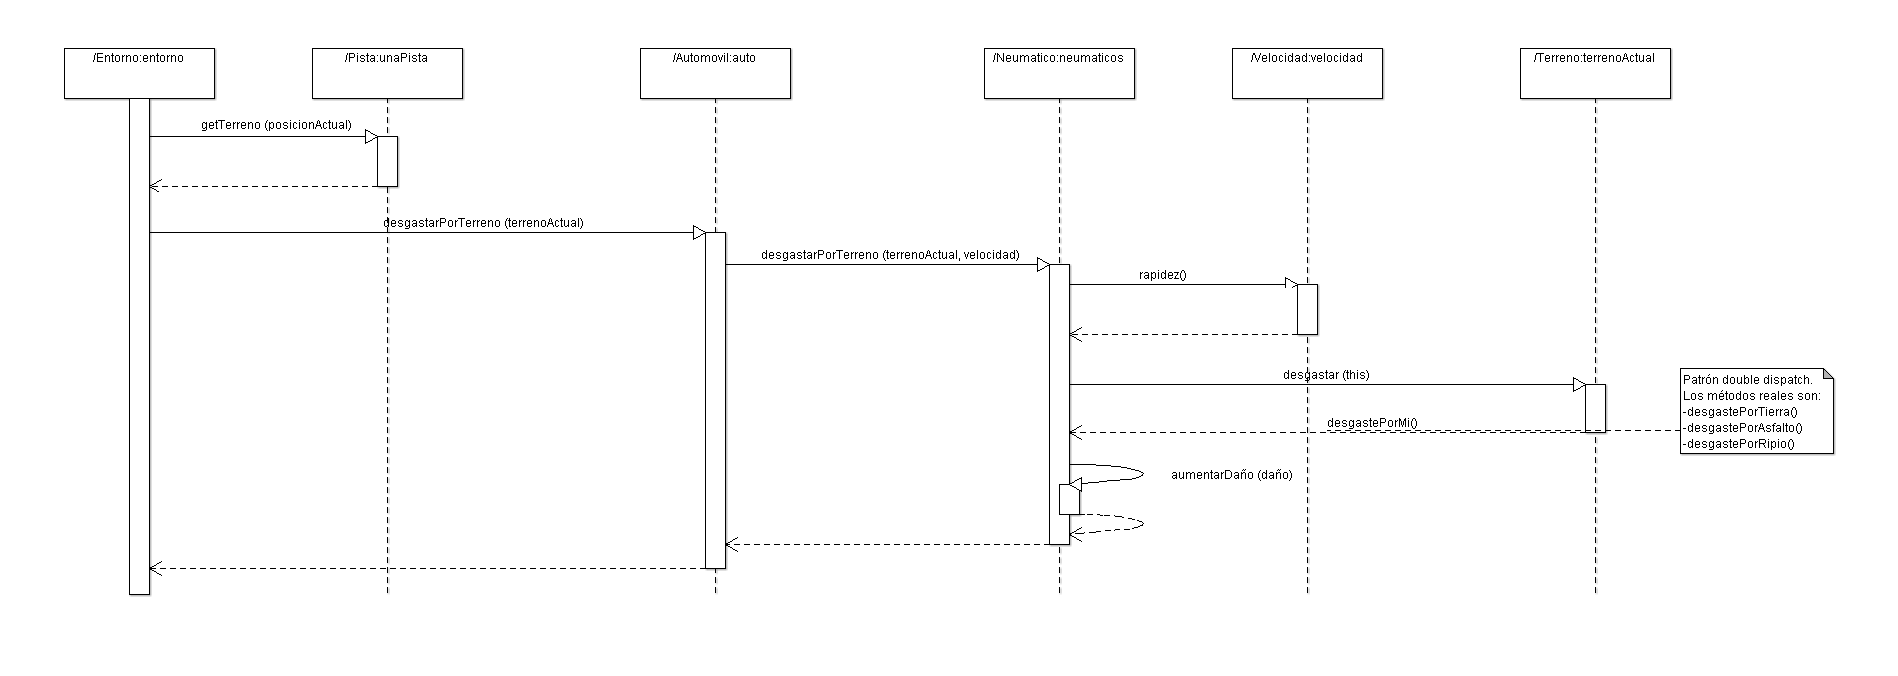 /Entorno:entorno
/Pista:unaPista
/Automovil:auto
/Neumatico:neumaticos
/Velocidad:velocidad
/Terreno:terrenoActual
getTerreno (posicionActual)
desgastarPorTerreno (terrenoActual)
desgastarPorTerreno (terrenoActual, velocidad)
rapidez()
desgastar (this)
Patrón double dispatch.
Los métodos reales son:
-desgastePorTierra()
-desgastePorAsfalto()
-desgastePorRipio()
desgastePorMi()
aumentarDaño (daño)